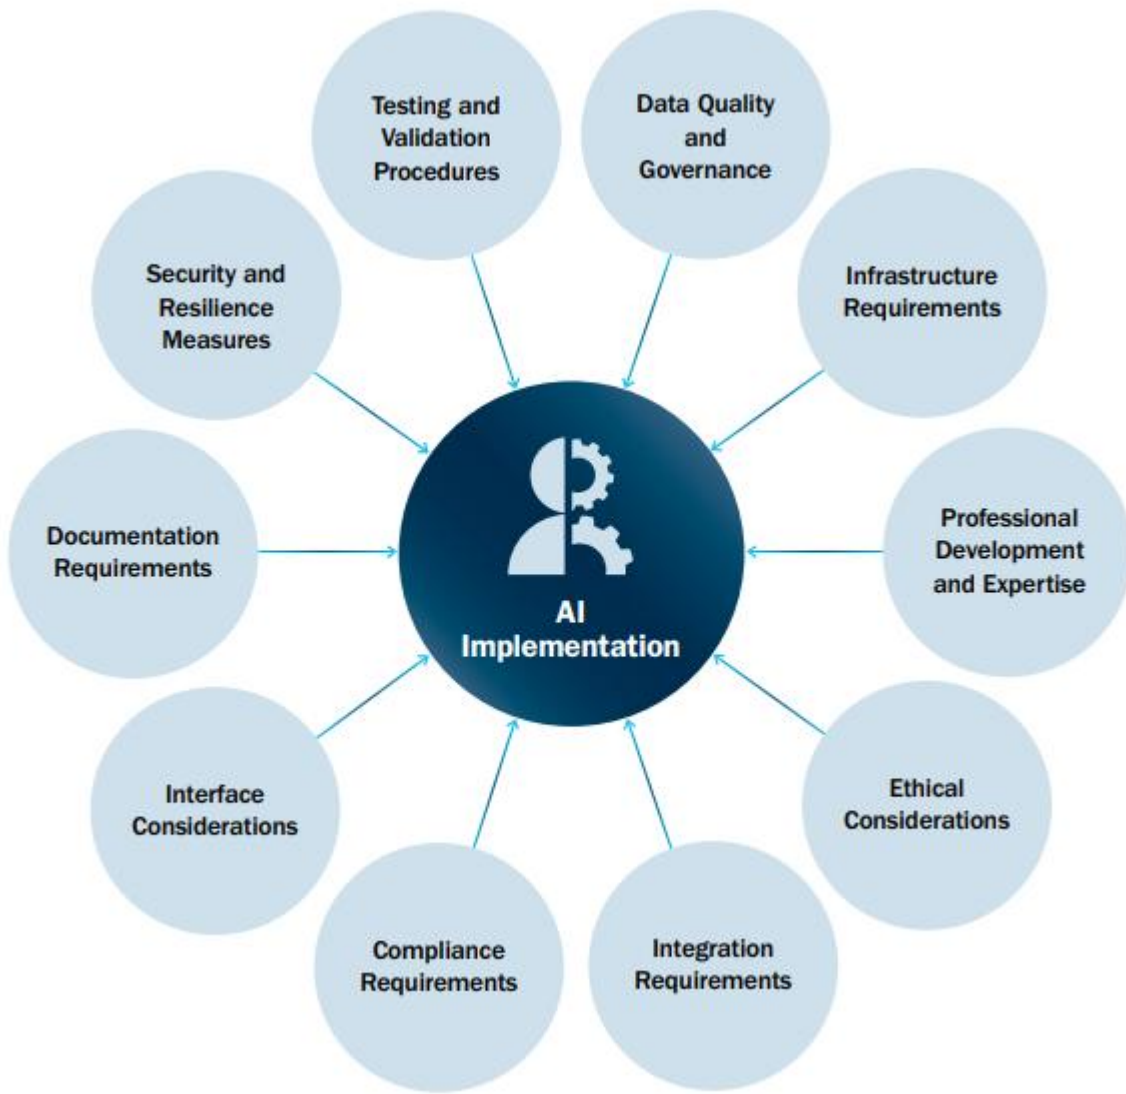 Testing and
Validation
Procedures
Data Quality
and
Governance
Security and
Resilience
Measures
Infrastructure
Requirements
Documentation
Requirements
Professional
Development
and Expertise
AI
Implementation
Interface
Considerations
Ethical
Considerations
Compliance
Requirements
Integration
Requirements